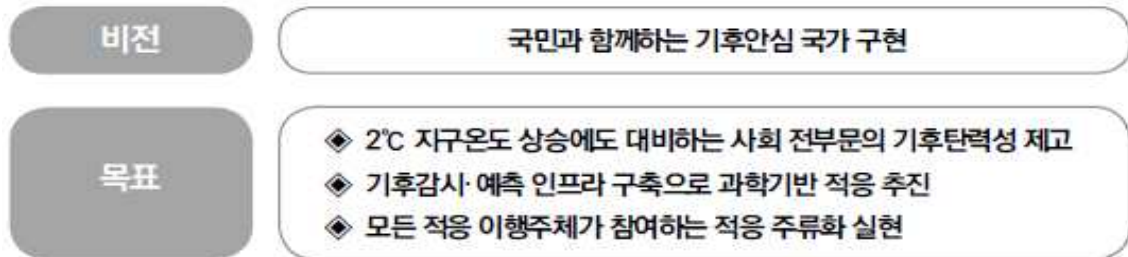 비전
국민과 함께하는 기후안심 국가 구현
목표
◈ 2℃ 지구온도 상승에도 대비하는 사회 전부문의 기후탄력성 제고
◈ 기후감시·예측 인프라 구축으로 과학기반 적응 추진
◈ 모든 적응 이행주체가 참여하는 적응 주류화 실현